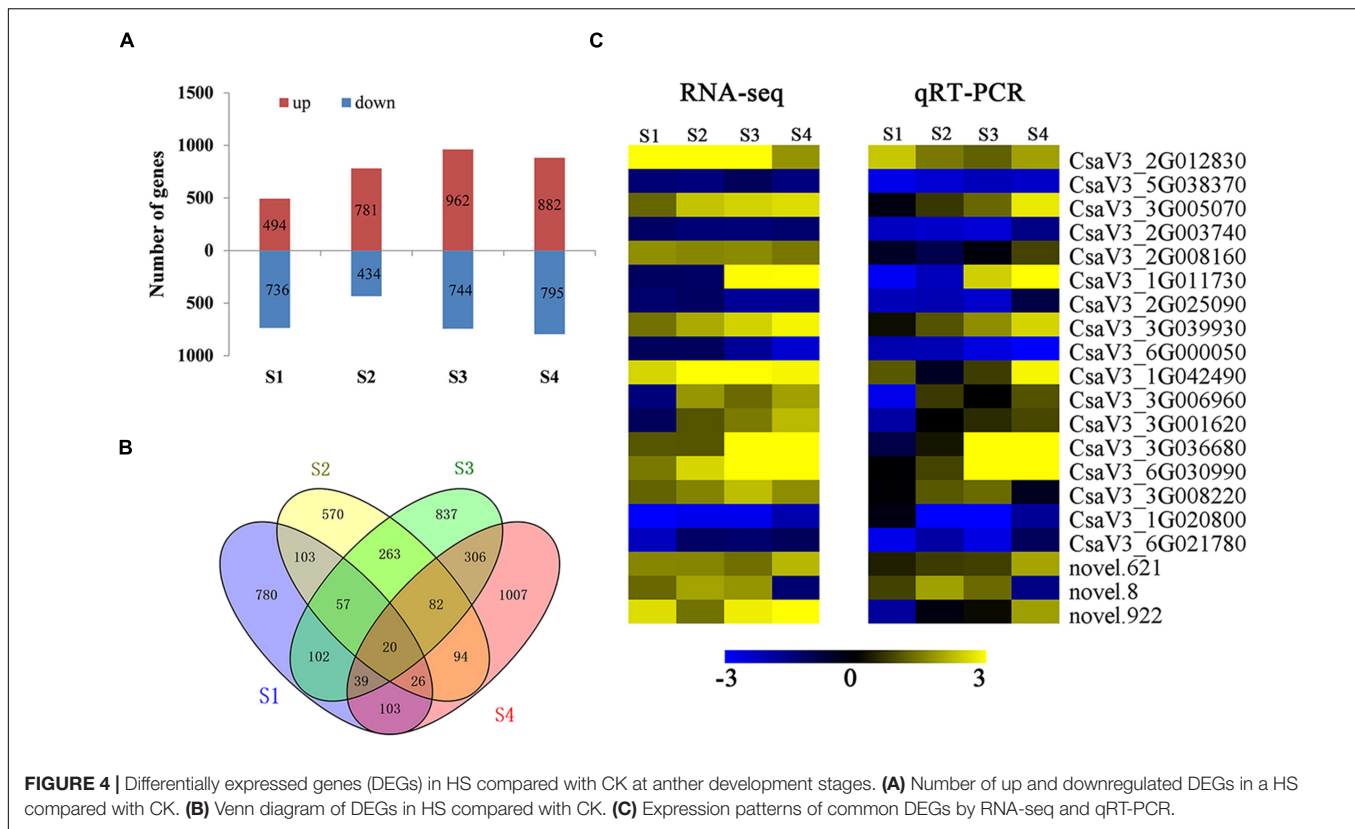 A
1500
up
down
1000
500
0
500
1000
Number of genes
494
781
962
882
736
434
744
795
S1
S2
S3
S4
B
S2
S3
570
837
103
263
306
780
57
82
1007
20
102
94
39
26
103
S1
S4
C
RNA-seq
qRT-PCR
S1 S2 S3 S4
S1 S2 S3 S4
CsaV3_2G012830
CsaV3_5G038370
CsaV3_3G005070
CsaV3_2G003740
CsaV3_2G008160
CsaV3_1G011730
CsaV3_2G025090
CsaV3_3G039930
CsaV3_6G000050
CsaV3_1G042490
CsaV3_3G006960
CsaV3_3G001620
CsaV3_3G036680
CsaV3_6G030990
CsaV3_3G008220
CsaV3_1G020800
CsaV3_6G021780
novel.621
novel.8
novel.922
-3 0 3
FIGURE 4 | Differentially expressed genes (DEGs) in HS compared with CK at anther development stages. (A) Number of up and downregulated DEGs in a HS
compared with CK. (B) Venn diagram of DEGs in HS compared with CK. (C) Expression patterns of common DEGs by RNA-seq and qRT-PCR.